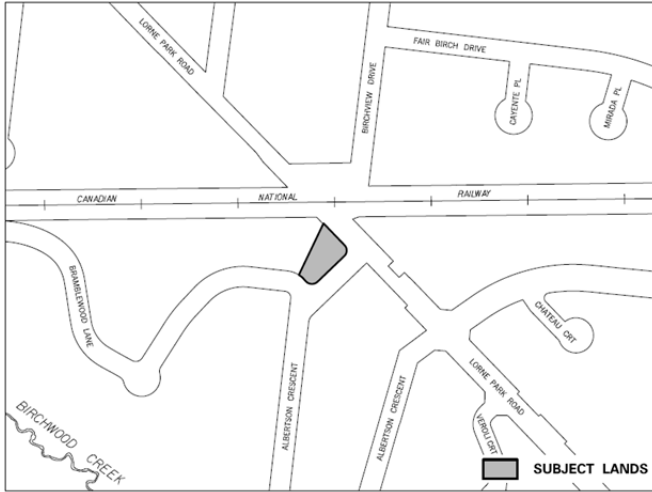 LORNE PARK ROAD
BIRCHVIEW DRIVE
FAIR BIRCH DRIVE
CAYENTE PL
MIRADA PL
CANADIAN NATIONAL RAILWAY
BRAMBLEWOOD LANE
CHATEAU CRT
ALBERTSON CRESCENT
ALBERTSON CRESCENT
LORNE PARK ROAD
VEROLI CRT
BIRCHWOOD CREEK
SUBJECT LANDS